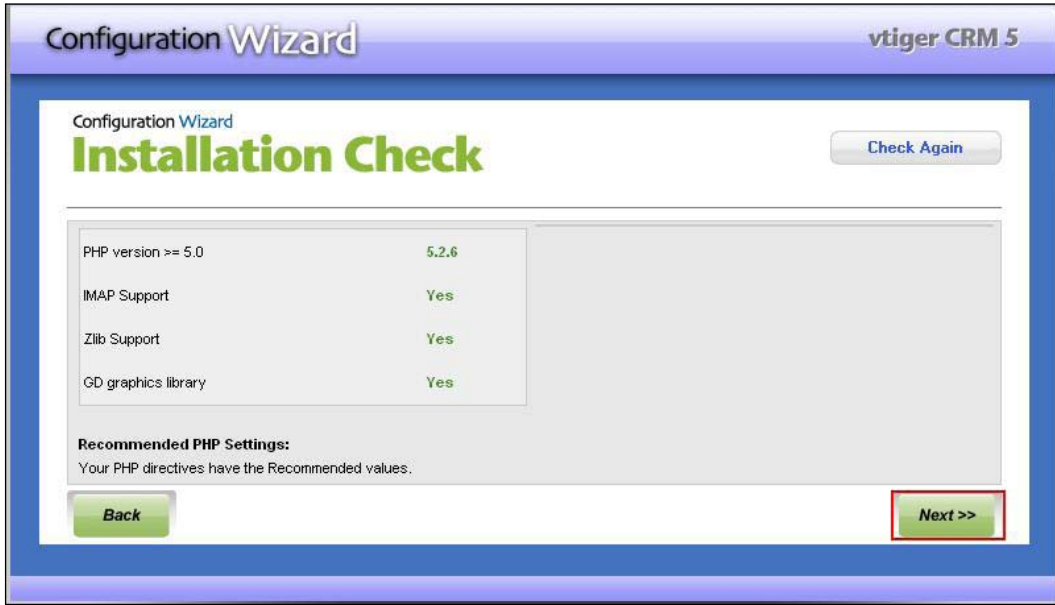 Configuration Wizard
vtiger CRM 5
Configuration Wizard
Installation Check
Check Again
PHP version >= 5.0 5.2.6
IMAP Support Yes
Zlib Support Yes
GD graphics library Yes
Recommended PHP Settings:
Your PHP directives have the Recommended values.
Back
Next >>